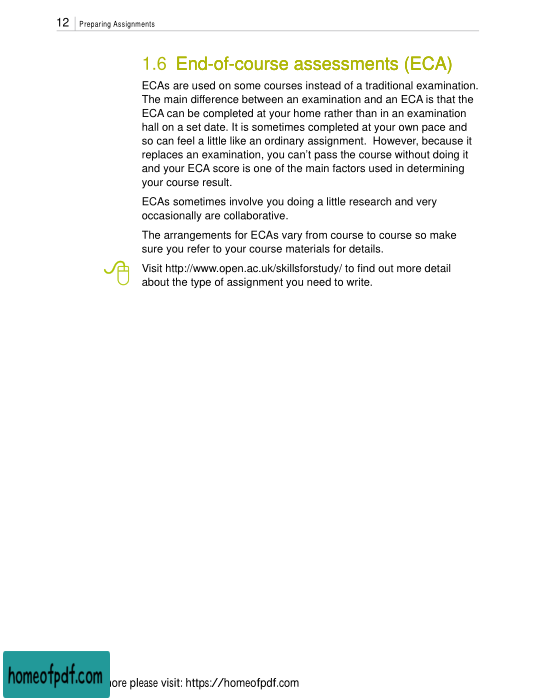 12 Preparing Assignments
1.6 End-of-course assessments (ECA)
ECAs are used on some courses instead of a traditional examination.
The main difference between an examination and an ECA is that the
ECA can be completed at your home rather than in an examination
hall on a set date. It is sometimes completed at your own pace and
so can feel a little like an ordinary assignment.  However, because it
replaces an examination, you can't pass the course without doing it
and your ECA score is one of the main factors used in determining
your course result.
ECAs sometimes involve you doing a little research and very
occasionally are collaborative.
The arrangements for ECAs vary from course to course so make
sure you refer to your course materials for details.
Visit http://www.open.ac.uk/skillsforstudy/ to find out more detail
about the type of assignment you need to write.
homeofpdf.com
please visit: https://homeofpdf.com